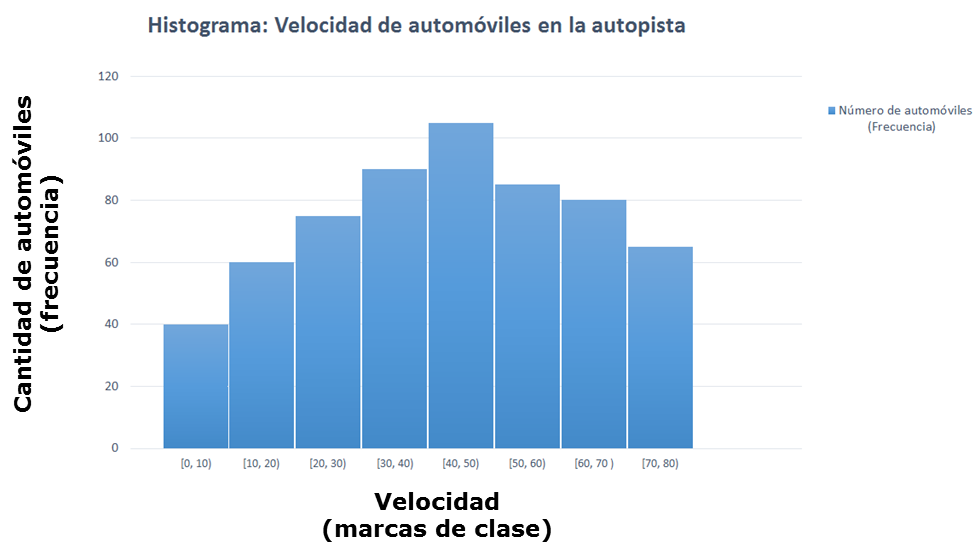 Histograma: Velocidad de automóviles en la autopista
Cantidad de automóviles
(frecuencia)
120
100
80
60
40
20
0
[0, 10)
[10, 20)
[20, 30)
[30, 40)
[40, 50)
[50, 60)
[60, 70 )
[70, 80)
Velocidad
(marcas de clase)
Número de automóviles
(Frecuencia)